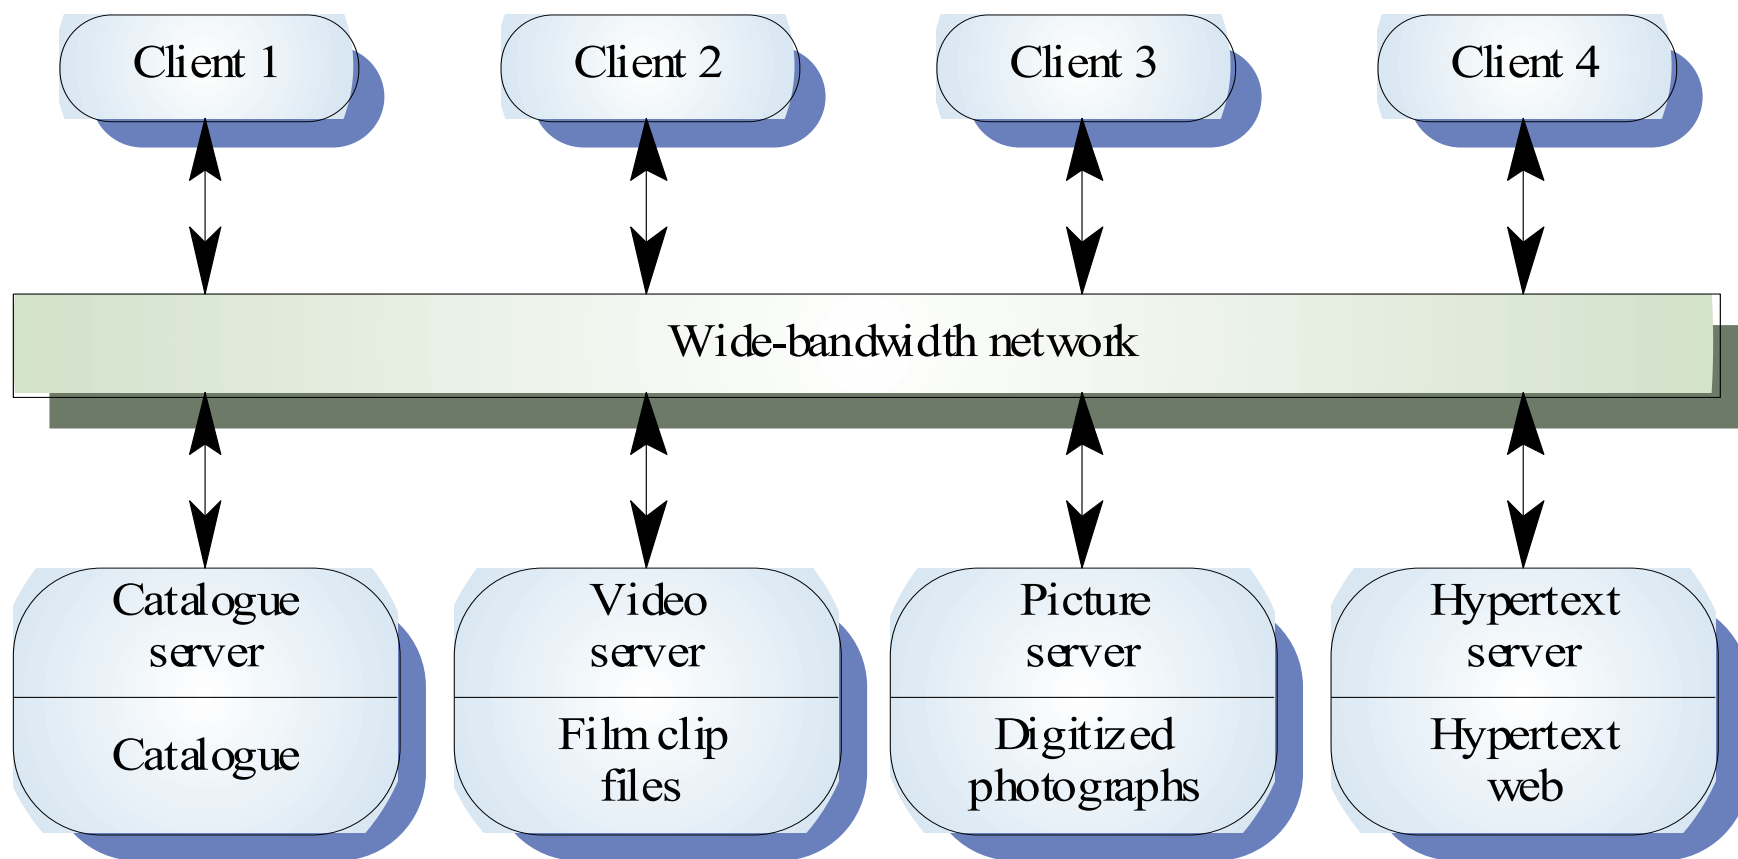 Client 1
Client 2
Client 3
Client 4
Wide-bandwidth network
Catalogue
server
Catalogue
Video
server
Film clip
files
Picture
server
Digitized
photographs
Hypertext
server
Hypertext
web